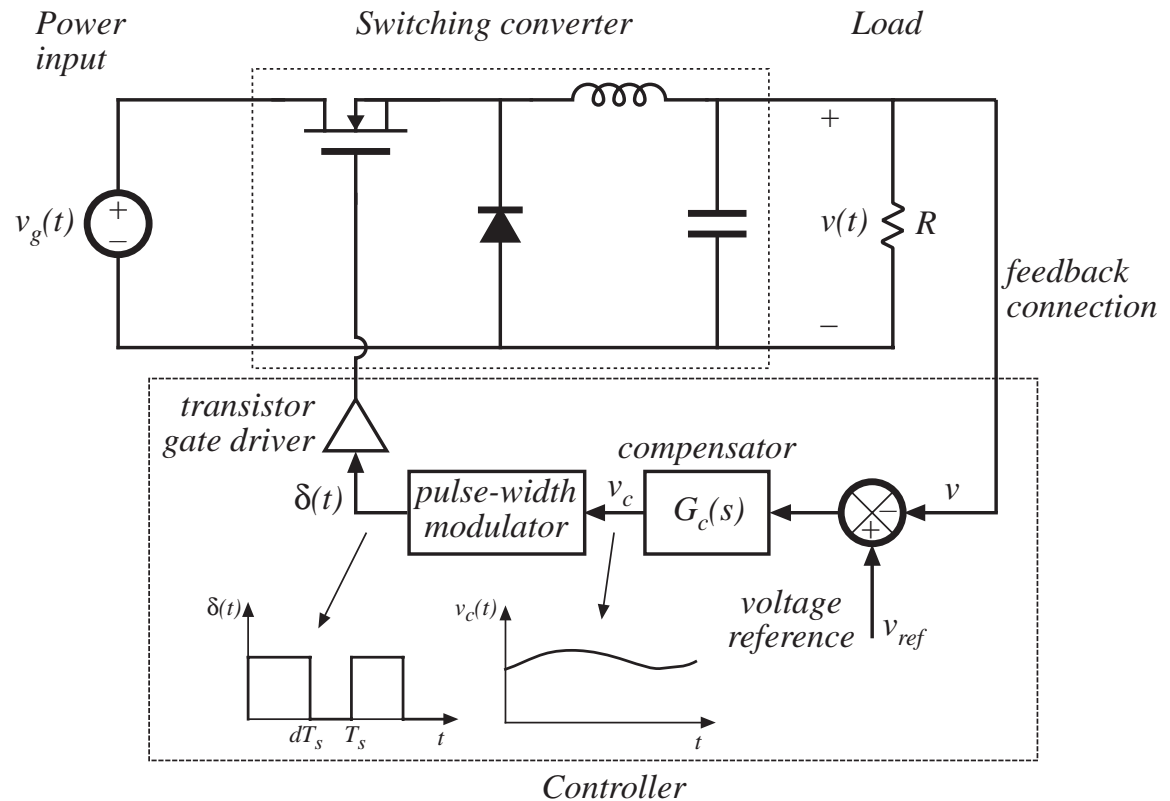 Power
input
Switching converter
Load
+
–
v_g(t)
+
v(t)
–
R
feedback
connection
transistor
gate driver
δ(t)
pulse-width
modulator
v_c
compensator
G_c(s)
–
+
v
voltage
reference
v_ref
δ(t)
dT_s
T_s
t
v_c(t)
t
Controller